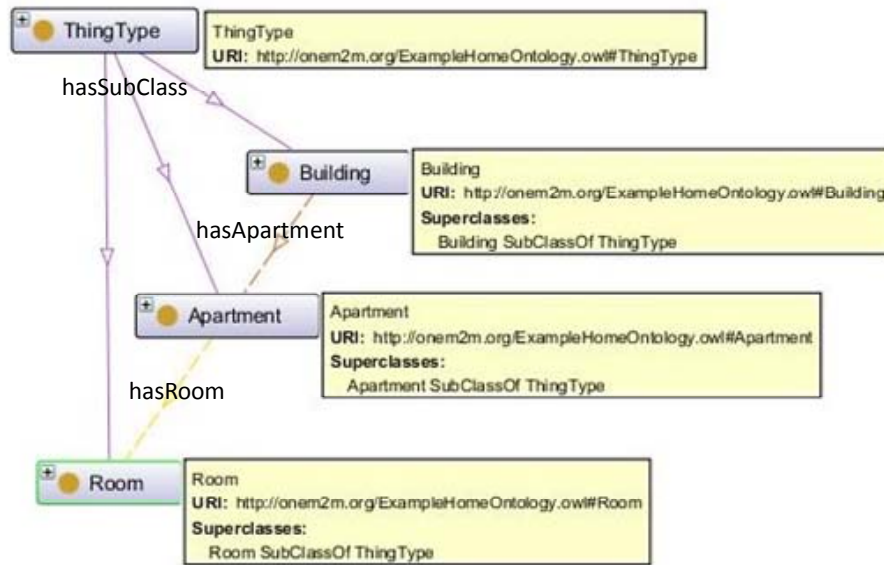 ThingType
ThingType
URI: http://onem2m.org/ExampleHomeOntology.owl#ThingType
hasSubClass
Building
Building
URI: http://onem2m.org/ExampleHomeOntology.owl#Building
Superclasses:
Building SubClassOf ThingType
hasApartment
Apartment
Apartment
URI: http://onem2m.org/ExampleHomeOntology.owl#Apartment
Superclasses:
Apartment SubClassOf ThingType
hasRoom
Room
Room
URI: http://onem2m.org/ExampleHomeOntology.owl#Room
Superclasses:
Room SubClassOf ThingType